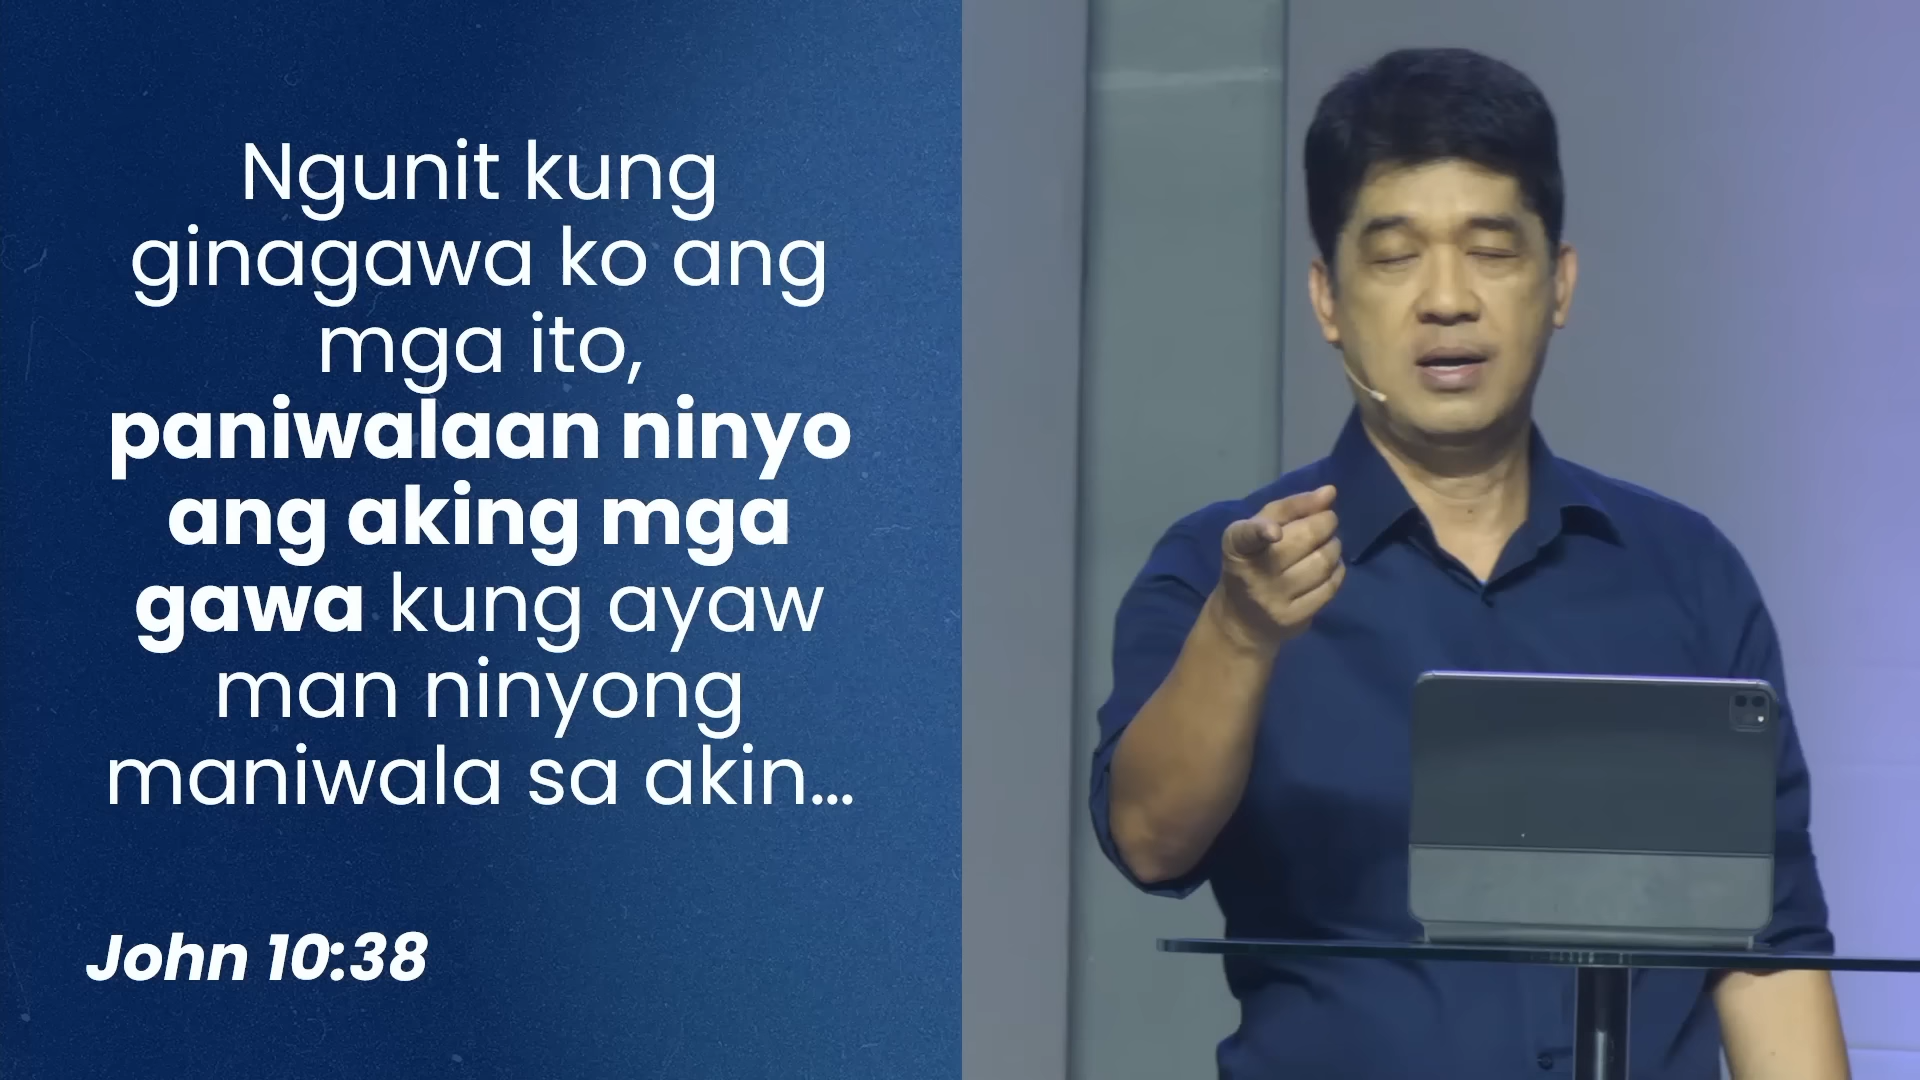 Ngunit kung
ginagawa ko ang
mga ito,
paniwalaan ninyo
ang aking mga
gawa kung ayaw
man ninyong
maniwala sa akin...
John 10:38